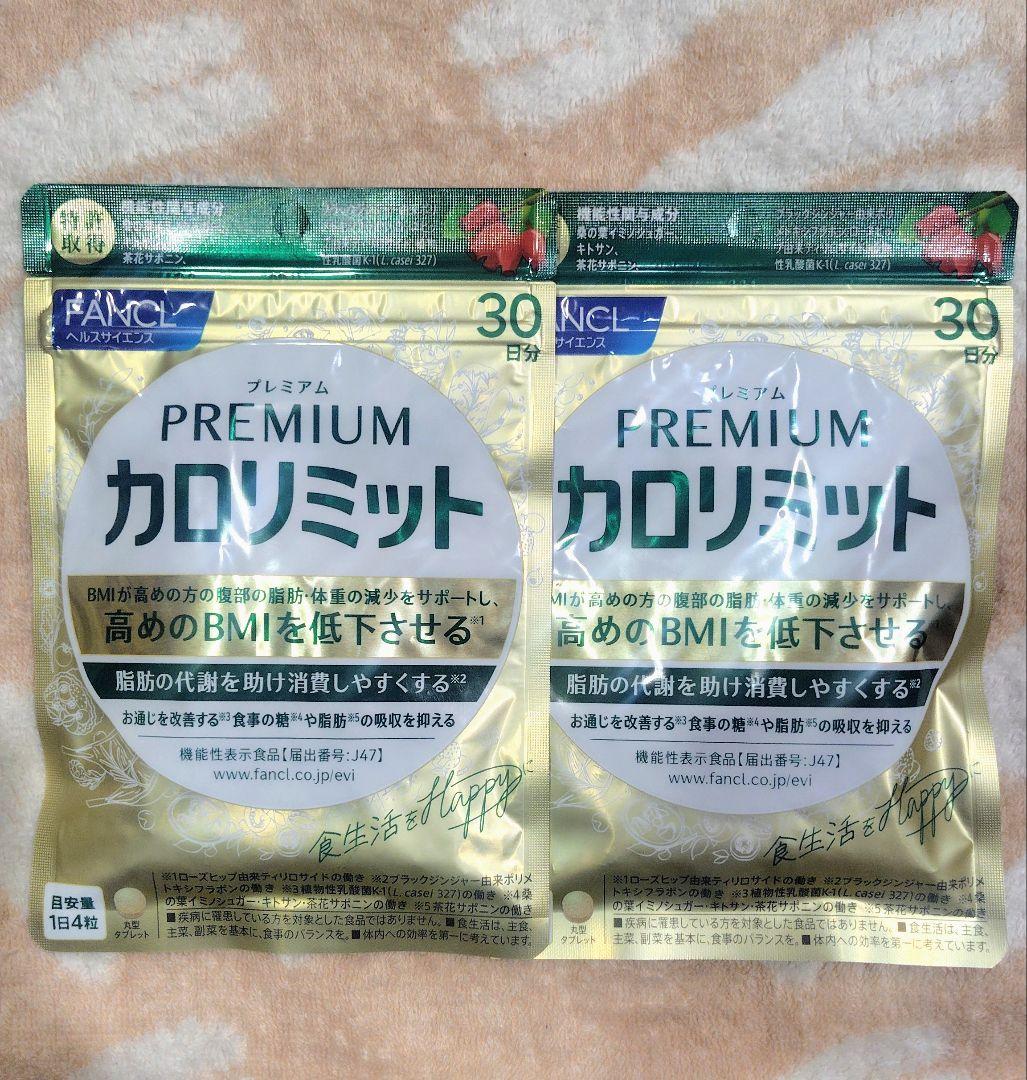 特許
取得
機能性関与成分
茶花サポニン、
性乳酸菌K-1(L. casei 327)
FANCL
ヘルスサイエンス
30
日分
プレミアム
PREMIUM
カロリミット
BMIが高めの方の腹部の脂肪・体重の減少をサポートし、
高めのBMIを低下させる※1
脂肪の代謝を助け消費しやすくする※2
お通じを改善する※3食事の糖※4や脂肪※5の吸収を抑える
機能性表示食品【届出番号:J47】
www.fancl.co.jp/evi
食生活をHappyに
※1ローズヒップ由来ティリロサイドの働き ※2ブラックジンジャー由来ポリメ
トキシフラボンの働き ※3植物性乳酸菌K-1(L. casei 327)の働き ※4桑
の葉イミノシュガー・キトサン・茶花サポニンの働き ※5茶花サポニンの働き
■疾病に罹患している方を対象とした食品ではありません。■食生活は、主食、
主菜、副菜を基本に、食事のバランスを。■体内への効率を第一に考えています。
目安量
1日4粒
丸型
タブレット
機能性関与成分
桑の葉イミノシュガー、
キトサン、
茶花サポニン、
ブラックジンジャー由来ポリ
性乳酸菌K-1(L. casei 327)
ANCL
スサイエンス
30
日分
プレミアム
PREMIUM
カロリミット
MIが高めの方の腹部の脂肪・体重の減少をサポートし、
高めのBMIを低下させる
脂肪の代謝を助け消費しやすくする※2
お通じを改善する※3食事の糖※4や脂肪※5の吸収を抑える
機能性表示食品【届出番号:J47】
www.fancl.co.jp/evi
食生活をHappyに
※1ローズヒップ由来ティリロサイドの働き ※2ブラックジンジャー由来ポリメ
トキシフラボンの働き ※3植物性乳酸菌K-1(L. casei 327)の働き ※4桑
の葉イミノシュガー・キトサン・茶花サポニンの働き ※5茶花サポニンの働き
■疾病に罹患している方を対象とした食品ではありません。■食生活は、主食、
主菜、副菜を基本に、食事のバランスを。■体内への効率を第一に考えています。
丸型
タブレット